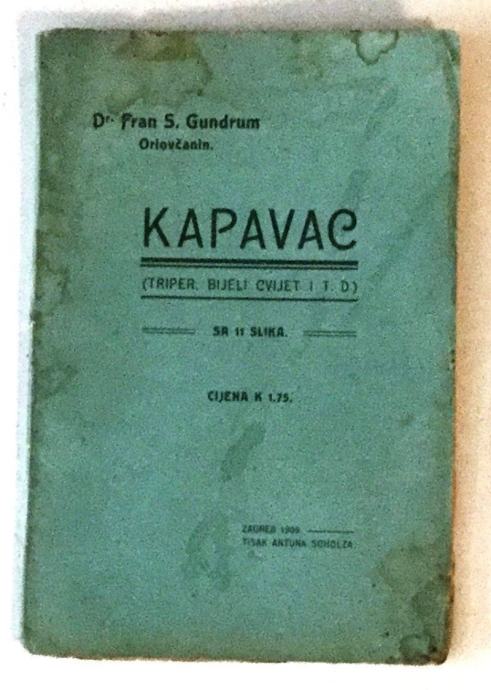 Dr. Fran S. Gundrum
Oriovčanin.
KAPAVAC
(TRIPER, BIJELI CVIJET I T. D)
SA 11 SLIKA.
CIJENA K 1.75.
ZAGREB 1909.
TISAK ANTUNA SCHOLZA